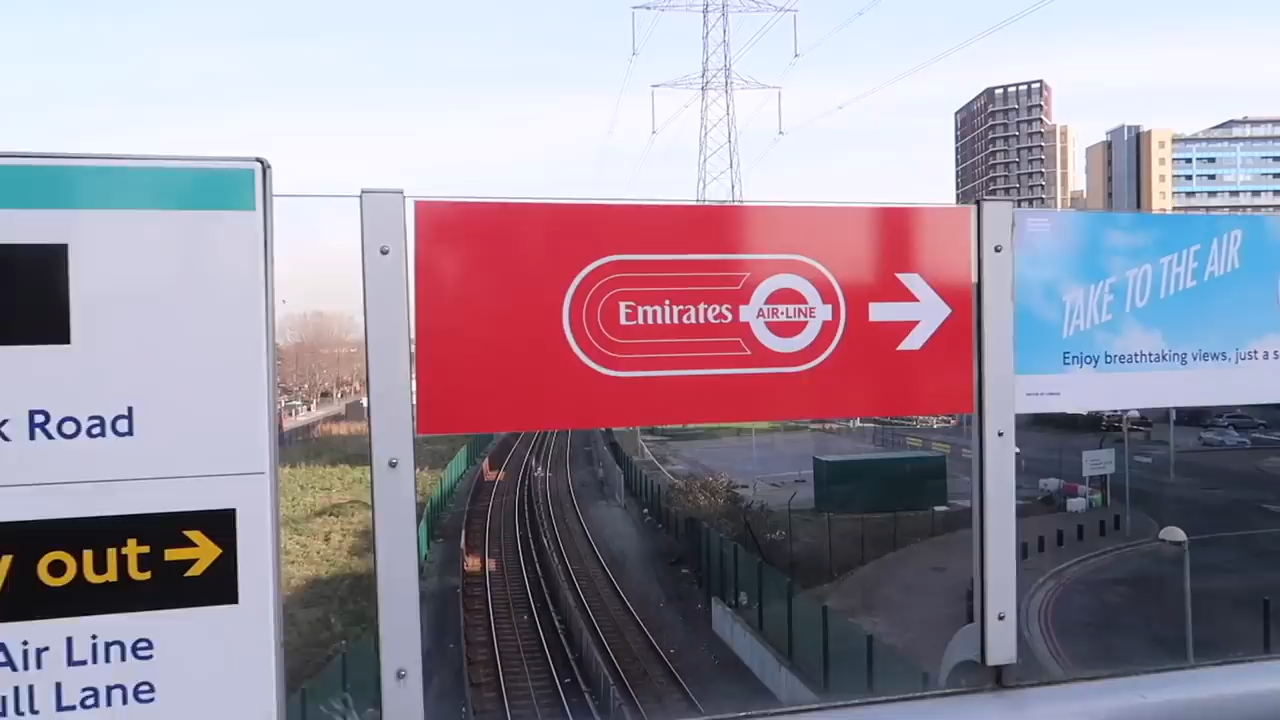 k Road
y out
Air Line
ull Lane
Emirates
AIR•LINE
TAKE TO THE AIR
Enjoy breathtaking views, just a s